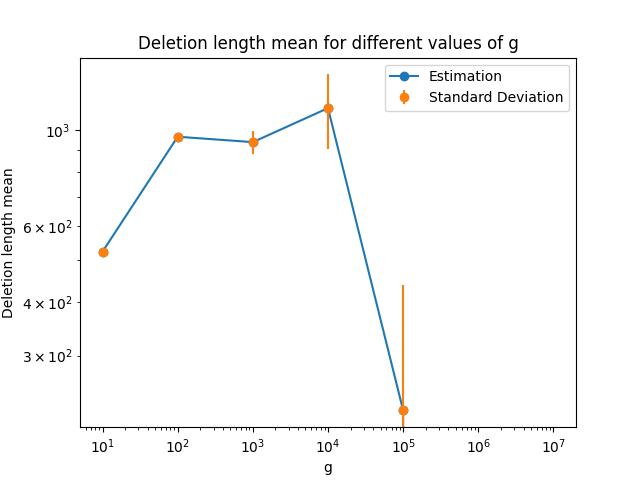 Deletion length mean for different values of g
Estimation
Standard Deviation
Deletion length mean
10³
6 × 10²
4 × 10²
3 × 10²
10¹ 10² 10³ 10⁴ 10⁵ 10⁶ 10⁷
g